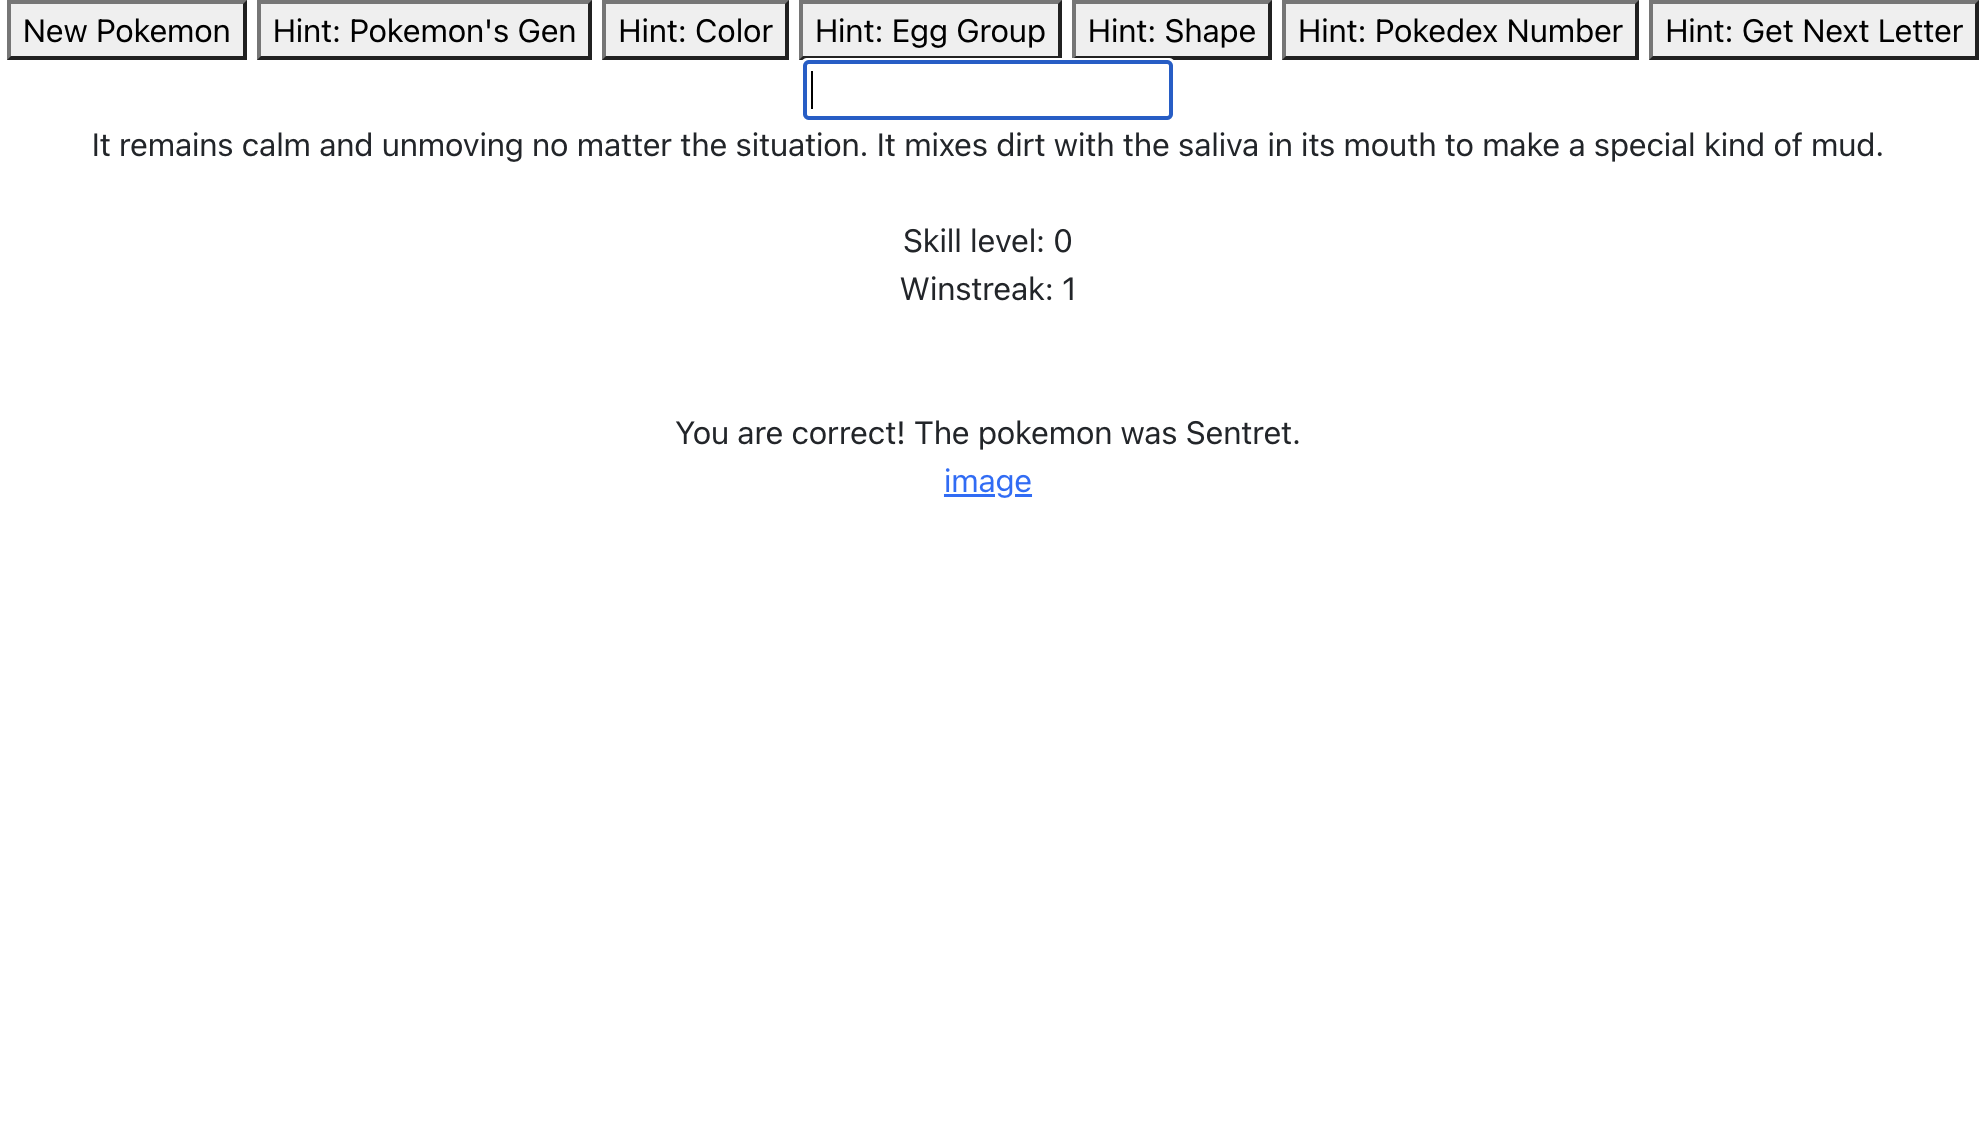 New Pokemon Hint: Pokemon's Gen Hint: Color Hint: Egg Group Hint: Shape Hint: Pokedex Number Hint: Get Next Letter
It remains calm and unmoving no matter the situation. It mixes dirt with the saliva in its mouth to make a special kind of mud.
Skill level: 0
Winstreak: 1
You are correct! The pokemon was Sentret.
image